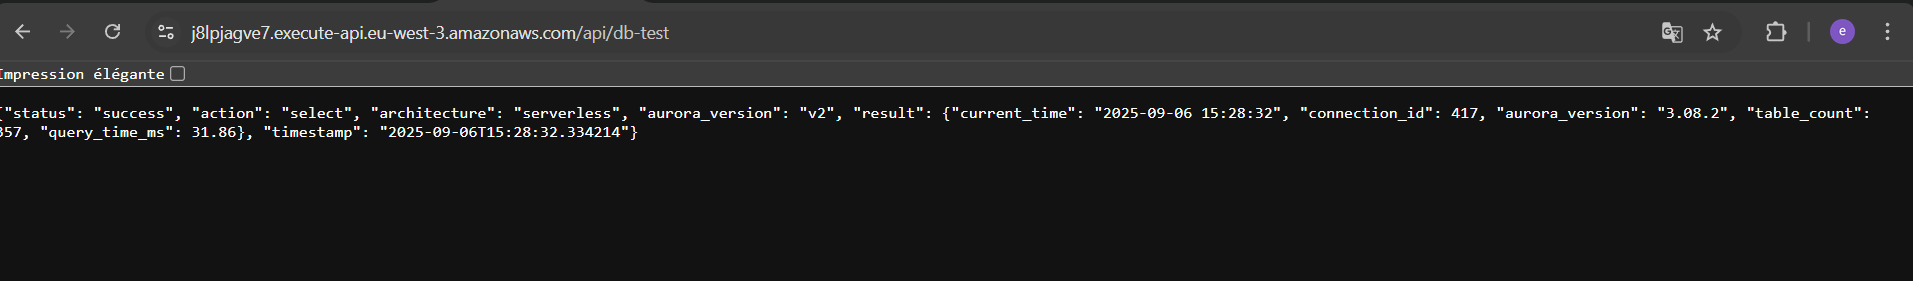 j8lpjagve7.execute-api.eu-west-3.amazonaws.com/api/db-test
e
Impression élégante
{"status": "success", "action": "select", "architecture": "serverless", "aurora_version": "v2", "result": {"current_time": "2025-09-06 15:28:32", "connection_id": 417, "aurora_version": "3.08.2", "table_count":
357, "query_time_ms": 31.86}, "timestamp": "2025-09-06T15:28:32.334214"}